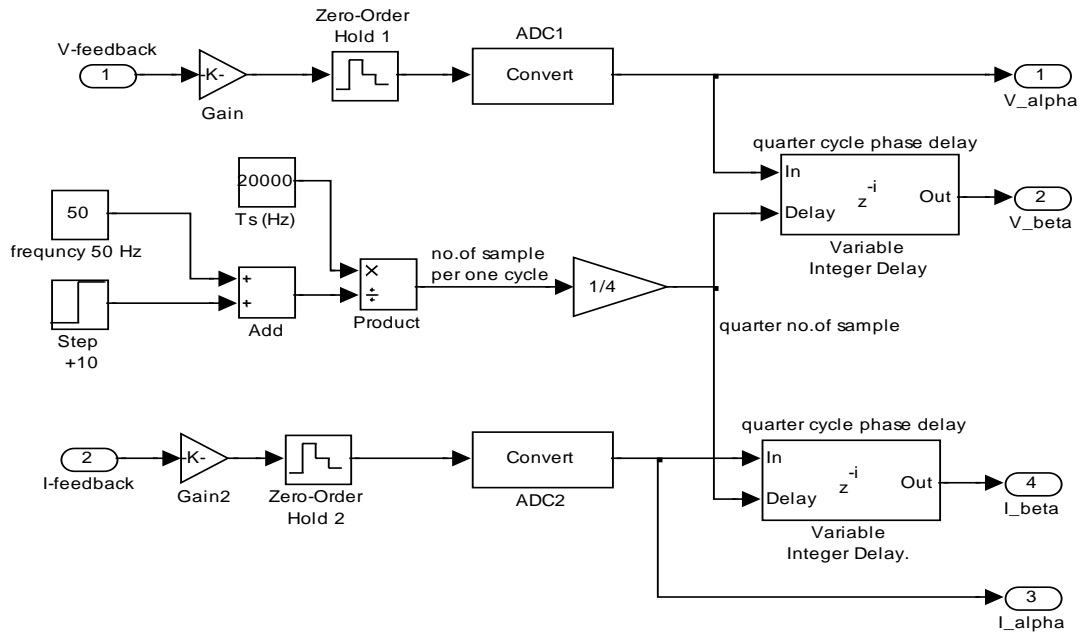 Zero-Order
Hold 1
ADC1
V-feedback
1
-K-
Gain
Convert
1
V_alpha
quarter cycle phase delay
In
Delay
z-i
Out
2
V_beta
Variable
Integer Delay
20000
Ts (Hz)
50
frequncy 50 Hz
+
+
Add
Step
+10
×
÷
Product
no.of sample
per one cycle
1/4
quarter no.of sample
2
I-feedback
-K-
Gain2
Zero-Order
Hold 2
Convert
ADC2
quarter cycle phase delay
In
Delay
z-i
Out
4
I_beta
Variable
Integer Delay.
3
I_alpha